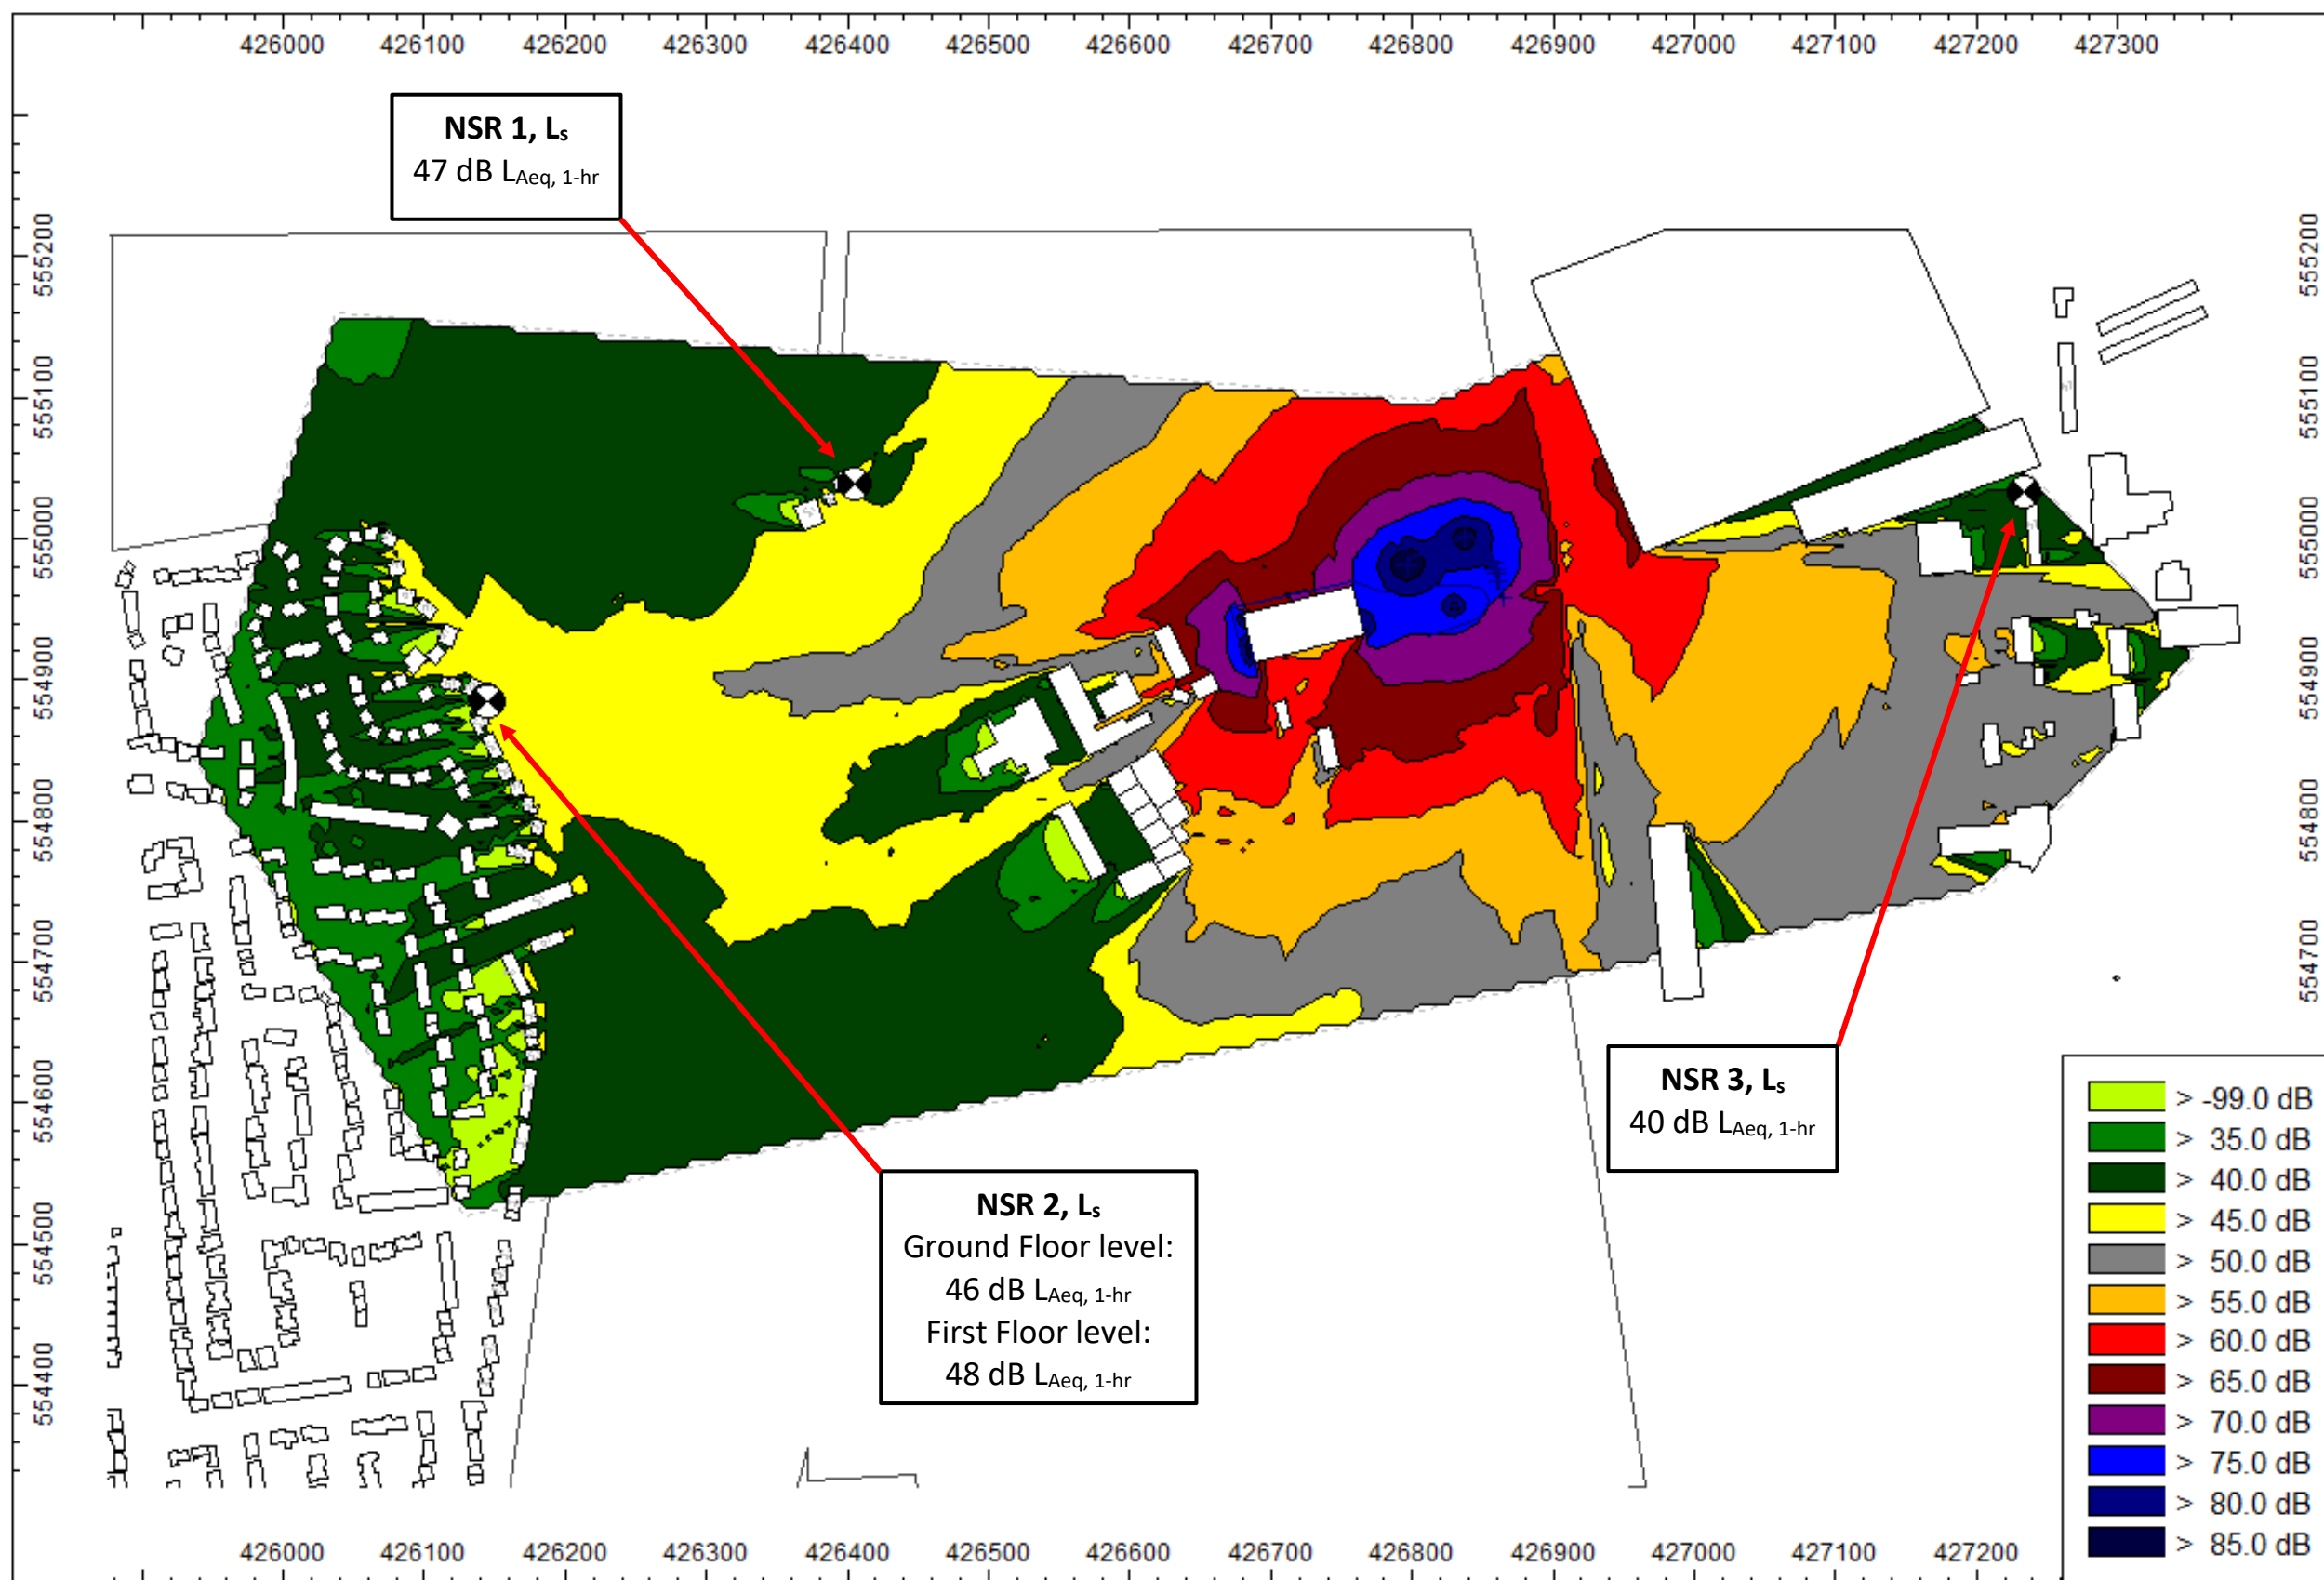 426000 426100 426200 426300 426400 426500 426600 426700 426800 426900 427000 427100 427200 427300
NSR 1, Ls
47 dB LAeq, 1-hr
555200
555100
555000
554900
554800
554700
554600
554500
554400
555200
555100
555000
554900
554800
554700
NSR 2, Ls
Ground Floor level:
46 dB LAeq, 1-hr
First Floor level:
48 dB LAeq, 1-hr
NSR 3, Ls
40 dB LAeq, 1-hr
> -99.0 dB
> 35.0 dB
> 40.0 dB
> 45.0 dB
> 50.0 dB
> 55.0 dB
> 60.0 dB
> 65.0 dB
> 70.0 dB
> 75.0 dB
> 80.0 dB
> 85.0 dB
426000 426100 426200 426300 426400 426500 426600 426700 426800 426900 427000 427100 427200